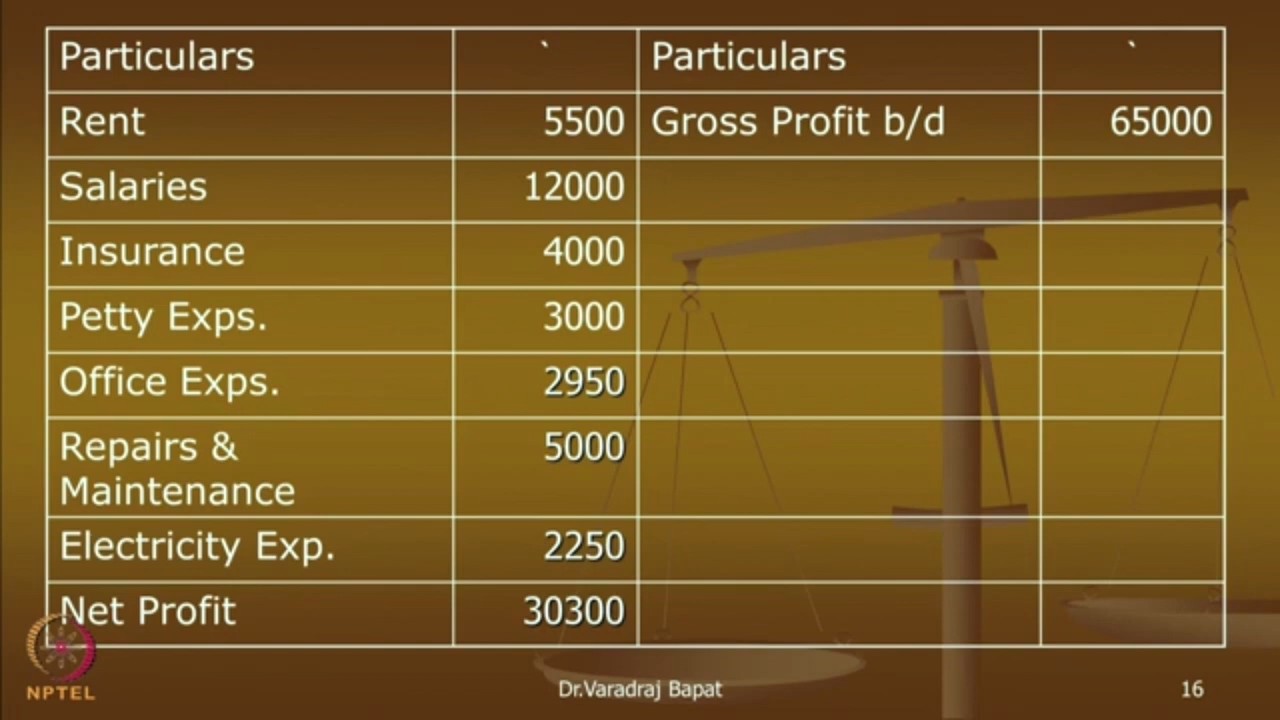 Particulars ` Particulars `
Rent 5500 Gross Profit b/d 65000
Salaries 12000
Insurance 4000
Petty Exps. 3000
Office Exps. 2950
Repairs & 5000
Maintenance
Electricity Exp. 2250
Net Profit 30300
NPTEL
Dr.Varadraj Bapat
16